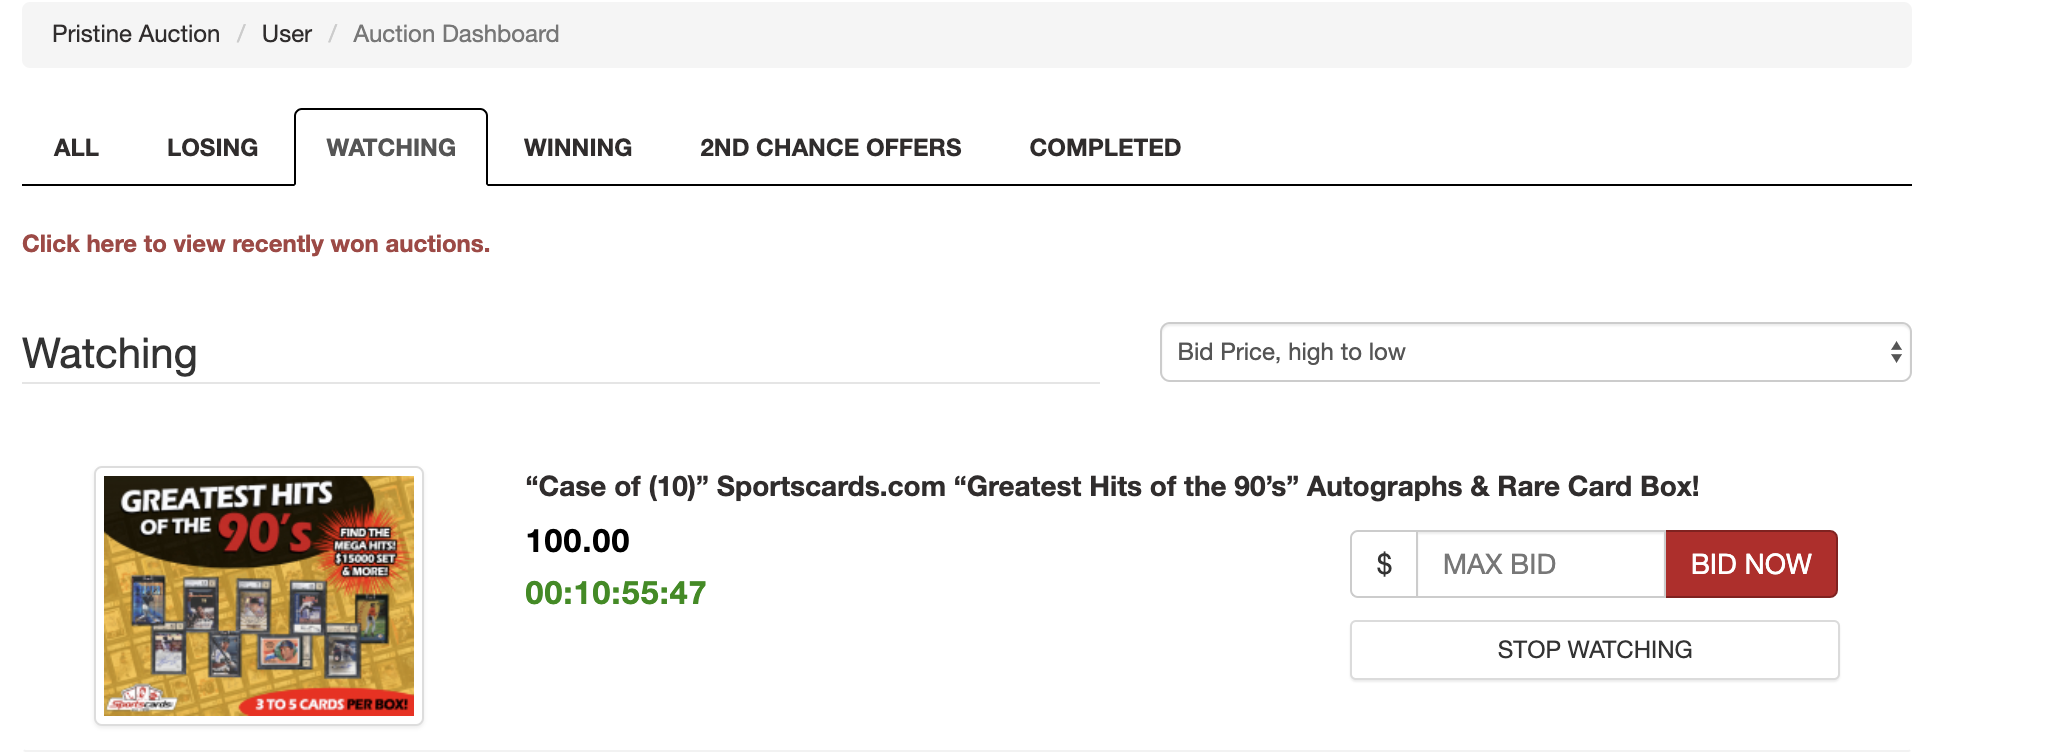 Pristine Auction / User / Auction Dashboard
ALL LOSING WATCHING WINNING 2ND CHANCE OFFERS COMPLETED
Click here to view recently won auctions.
Watching
Bid Price, high to low
“Case of (10)” Sportscards.com “Greatest Hits of the 90’s” Autographs & Rare Card Box!
100.00
00:10:55:47
$ MAX BID BID NOW
STOP WATCHING
GREATEST HITS
OF THE 90's
FIND THE
MEGA HITS!
$15000 SET
& MORE!
Sportscards
3 TO 5 CARDS PER BOX!